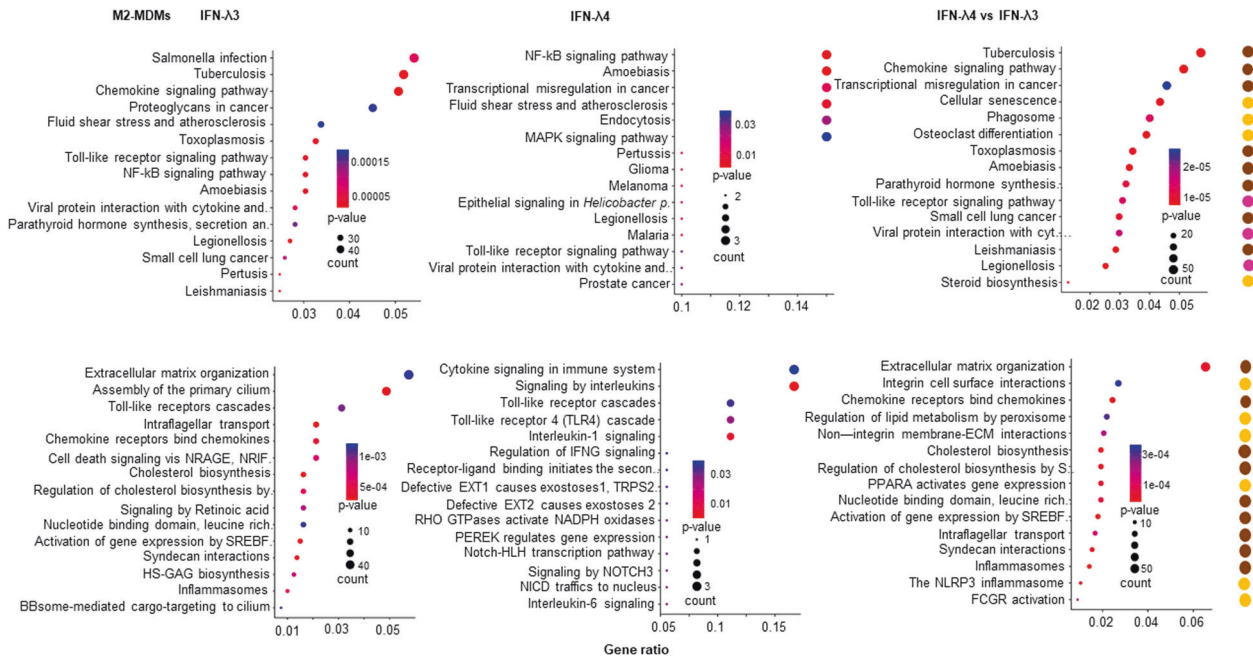 M2-MDMs IFN-λ3
IFN-λ4
IFN-λ4 vs IFN-λ3
Salmonella infection
Tuberculosis
Chemokine signaling pathway
Proteoglycans in cancer
Fluid shear stress and atherosclerosis
Toxoplasmosis
Toll-like receptor signaling pathway
NF-kB signaling pathway
Amoebiasis
Viral protein interaction with cytokine and.
Parathyroid hormone synthesis, secretion an.
Legionellosis
Small cell lung cancer
Pertusis
Leishmaniasis
0.00015
0.00005
p-value
30
40
count
0.03 0.04 0.05
NF-kB signaling pathway
Amoebiasis
Transcriptional misregulation in cancer
Fluid shear stress and atherosclerosis
Endocytosis
MAPK signaling pathway
Pertussis
Glioma
Melanoma
Epithelial signaling in Helicobacter p.
Legionellosis
Malaria
Toll-like receptor signaling pathway
Viral protein interaction with cytokine and..
Prostate cancer
0.03
0.01
p-value
2
3
count
0.1 0.12 0.14
Tuberculosis
Chemokine signaling pathway
Transcriptional misregulation in cancer
Cellular senescence
Phagosome
Osteoclast differentiation
Toxoplasmosis
Amoebiasis
Parathyroid hormone synthesis.
Toll-like receptor signaling pathway
Small cell lung cancer
Viral protein interaction with cyt....
Leishmaniasis
Legionellosis
Steroid biosynthesis
2e-05
1e-05
p-value
20
50
count
0.02 0.03 0.04 0.05
Extracellular matrix organization
Assembly of the primary cilium
Toll-like receptors cascades
Intraflagellar transport
Chemokine receptors bind chemokines
Cell death signaling vis NRAGE, NRIF.
Cholesterol biosynthesis
Regulation of cholesterol biosynthesis by.
Signaling by Retinoic acid
Nucleotide binding domain, leucine rich.
Activation of gene expression by SREBF.
Syndecan interactions
HS-GAG biosynthesis
Inflammasomes
BBsome-mediated cargo-targeting to cilium
1e-03
5e-04
p-value
10
40
count
0.01 0.03 0.05
Cytokine signaling in immune system
Signaling by interleukins
Toll-like receptor cascades
Toll-like receptor 4 (TLR4) cascade
Interleukin-1 signaling
Regulation of IFNG signaling
Receptor-ligand binding initiates the secon..
Defective EXT1 causes exostoses1, TRPS2.
Defective EXT2 causes exostoses 2
RHO GTPases activate NADPH oxidases
PEREK regulates gene expression
Notch-HLH transcription pathway
Signaling by NOTCH3
NICD traffics to nucleus
Interleukin-6 signaling
0.03
0.01
p-value
1
3
count
0.05 0.1 0.15
Extracellular matrix organization
Integrin cell surface interactions
Chemokine receptors bind chemokines
Regulation of lipid metabolism by peroxisome
Non—integrin membrane-ECM interactions
Cholesterol biosynthesis
Regulation of cholesterol biosynthesis by S.
PPARA activates gene expression
Nucleotide binding domain, leucine rich.
Activation of gene expression by SREBF.
Intraflagellar transport
Syndecan interactions
Inflammasomes
The NLRP3 inflammasome
FCGR activation
3e-04
1e-04
p-value
10
50
count
0.02 0.04 0.06
Gene ratio